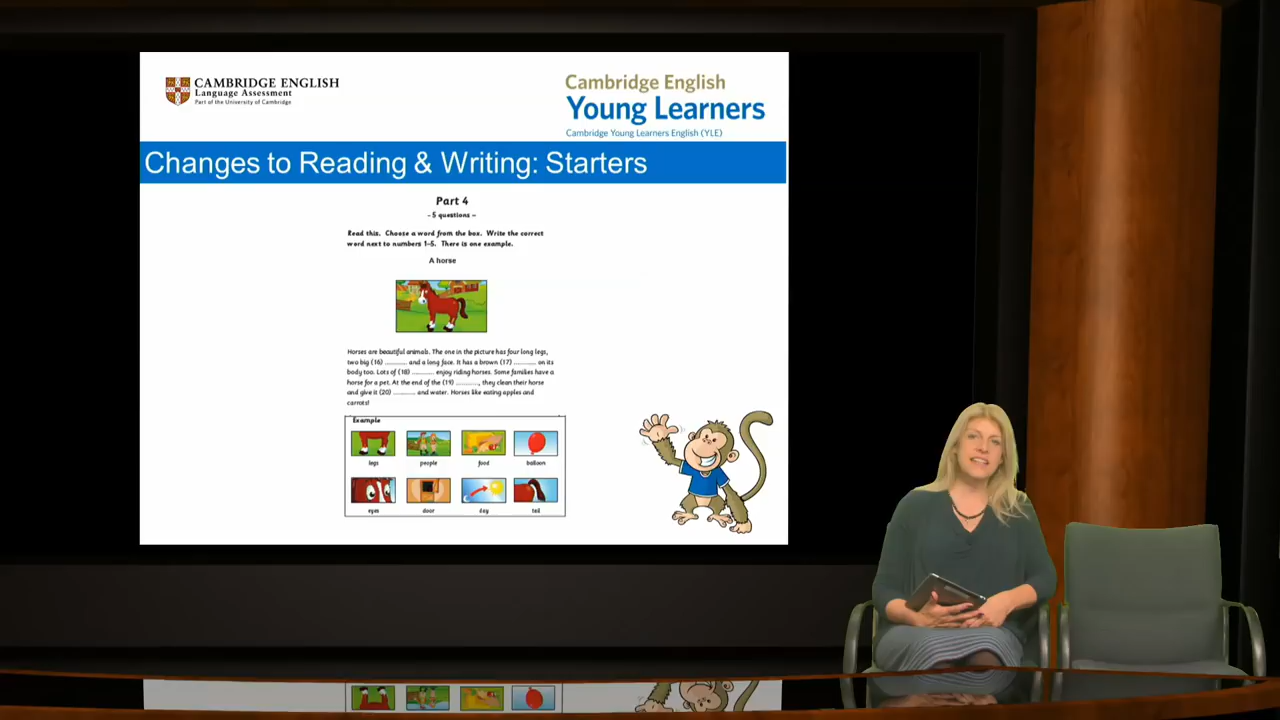 CAMBRIDGE ENGLISH
Language Assessment
Part of the University of Cambridge
Cambridge English
Young Learners
Cambridge Young Learners English (YLE)
Changes to Reading & Writing: Starters
Part 4
- 5 questions -
Read this. Choose a word from the box. Write the correct
word next to numbers 1-5. There is one example.
A horse
Horses are beautiful animals. The one in the picture has four long legs,
two big (16) ............ and a long face. It has a brown (17) ............ on its
body too. Lots of (18) ............ enjoy riding horses. Some families have a
horse for a pet. At the end of the (19) ............, they clean their horse
and give it (20) ............ and water. Horses like eating apples and
carrots!
Example
legs people food balloon
eyes door day tail